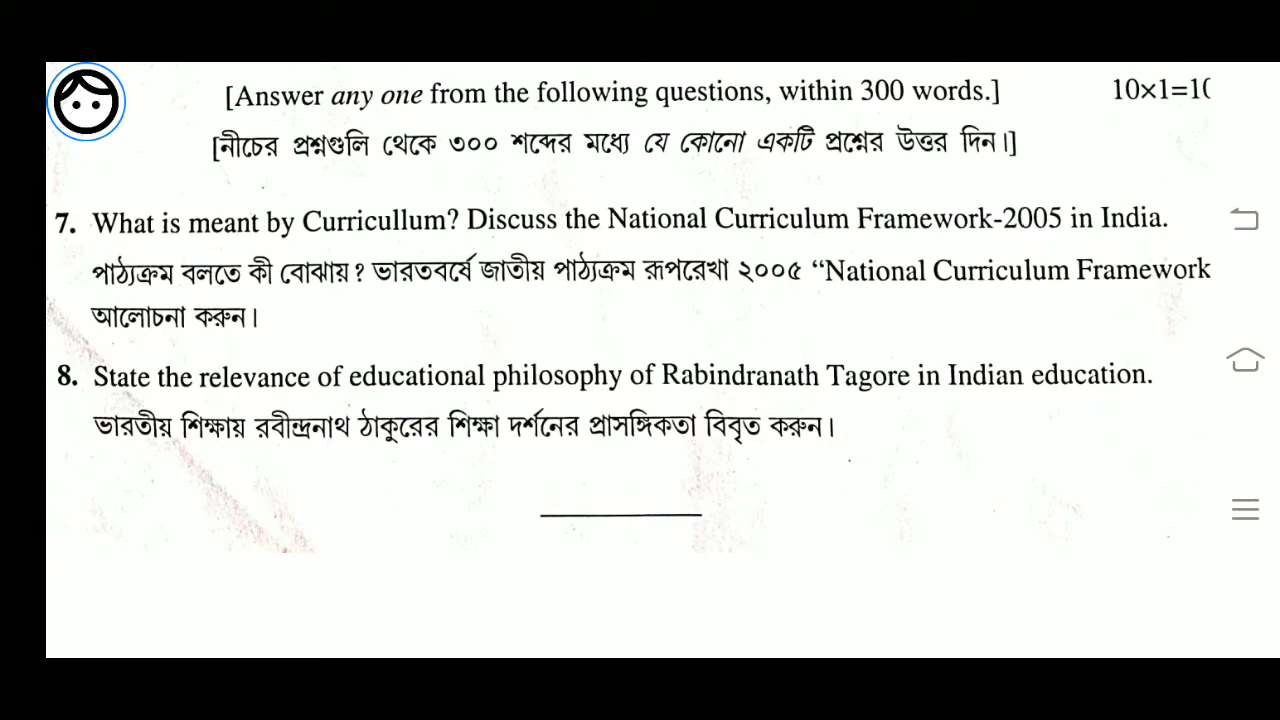 [Answer any one from the following questions, within 300 words.] 10×1=10
[নীচের প্রশ্নগুলি থেকে ৩০০ শব্দের মধ্যে যে কোনো একটি প্রশ্নের উত্তর দিন।]
7. What is meant by Curricullum? Discuss the National Curriculum Framework-2005 in India.
পাঠ্যক্রম বলতে কী বোঝায়? ভারতবর্ষে জাতীয় পাঠ্যক্রম রূপরেখা ২০০৫ “National Curriculum Framework
আলোচনা করুন।
8. State the relevance of educational philosophy of Rabindranath Tagore in Indian education.
ভারতীয় শিক্ষায় রবীন্দ্রনাথ ঠাকুরের শিক্ষা দর্শনের প্রাসঙ্গিকতা বিবৃত করুন।